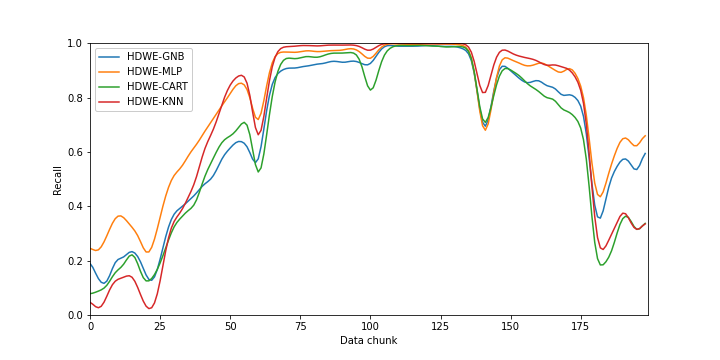 HDWE-GNB
HDWE-MLP
HDWE-CART
HDWE-KNN
1.0
0.8
0.6
0.4
0.2
0.0
Recall
0 25 50 75 100 125 150 175
Data chunk